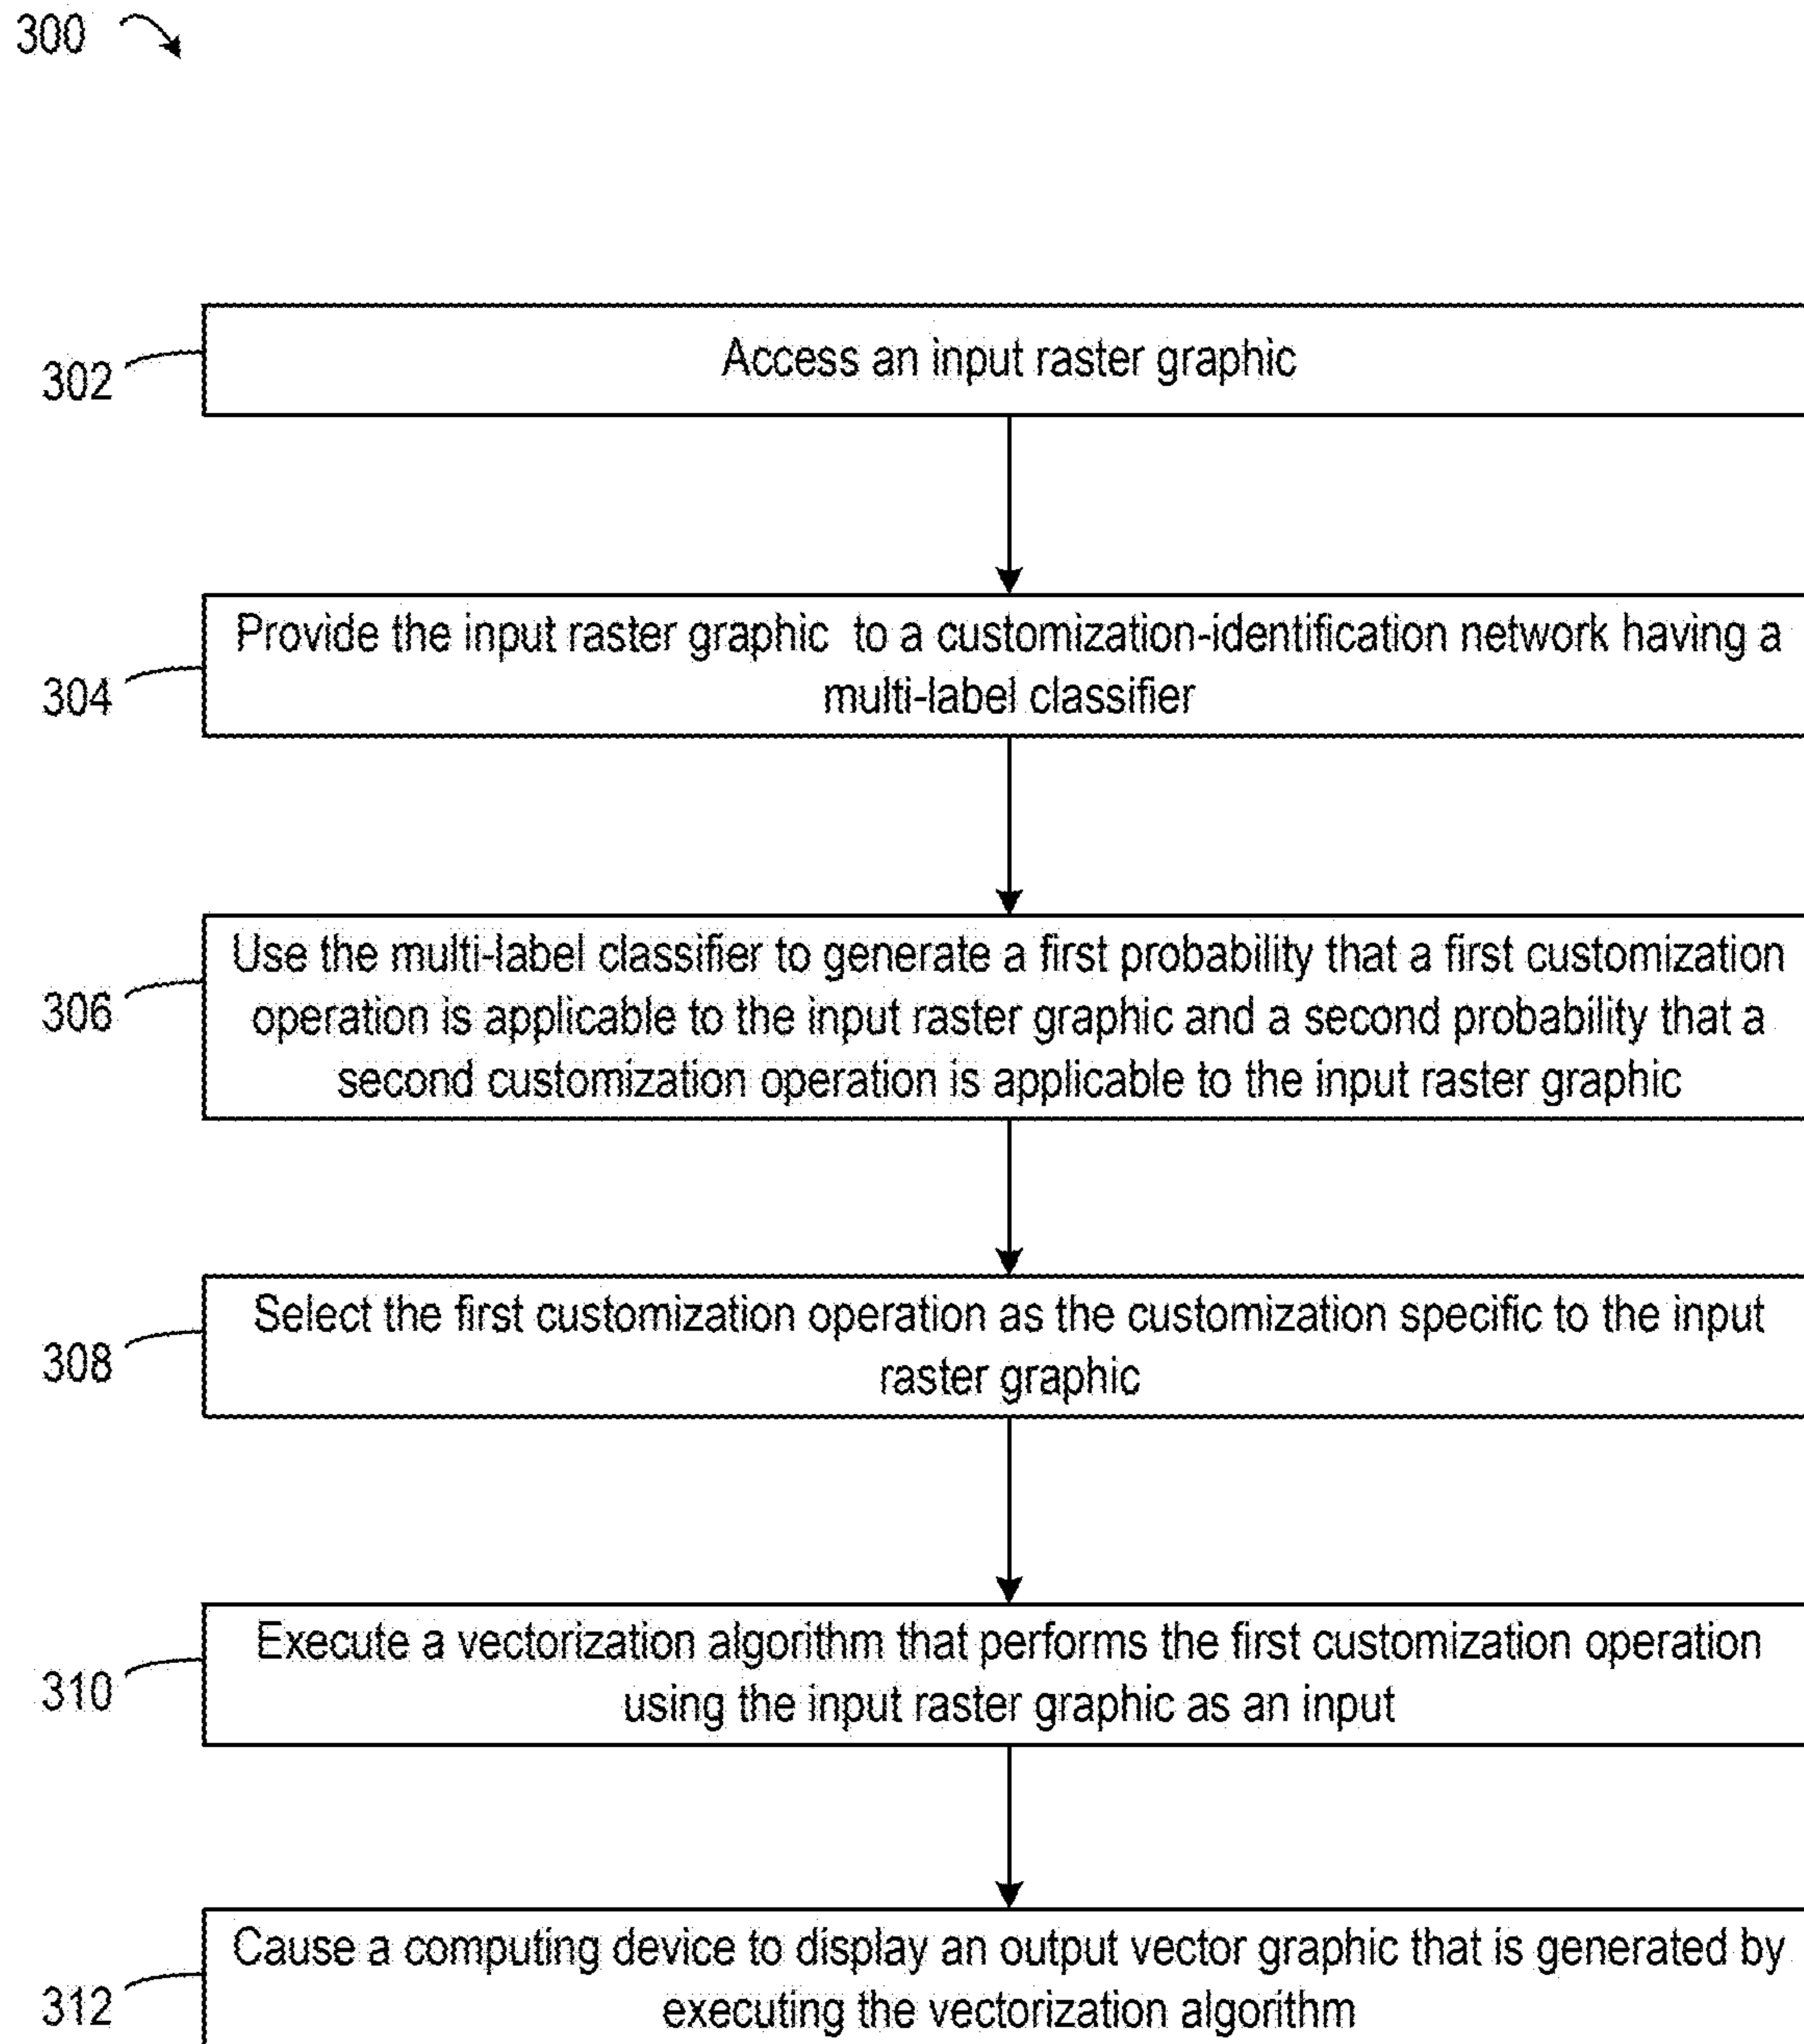 300
302
Access an input raster graphic
304
Provide the input raster graphic to a customization-identification network having a
multi-label classifier
306
Use the multi-label classifier to generate a first probability that a first customization
operation is applicable to the input raster graphic and a second probability that a
second customization operation is applicable to the input raster graphic
308
Select the first customization operation as the customization specific to the input
raster graphic
310
Execute a vectorization algorithm that performs the first customization operation
using the input raster graphic as an input
312
Cause a computing device to display an output vector graphic that is generated by
executing the vectorization algorithm